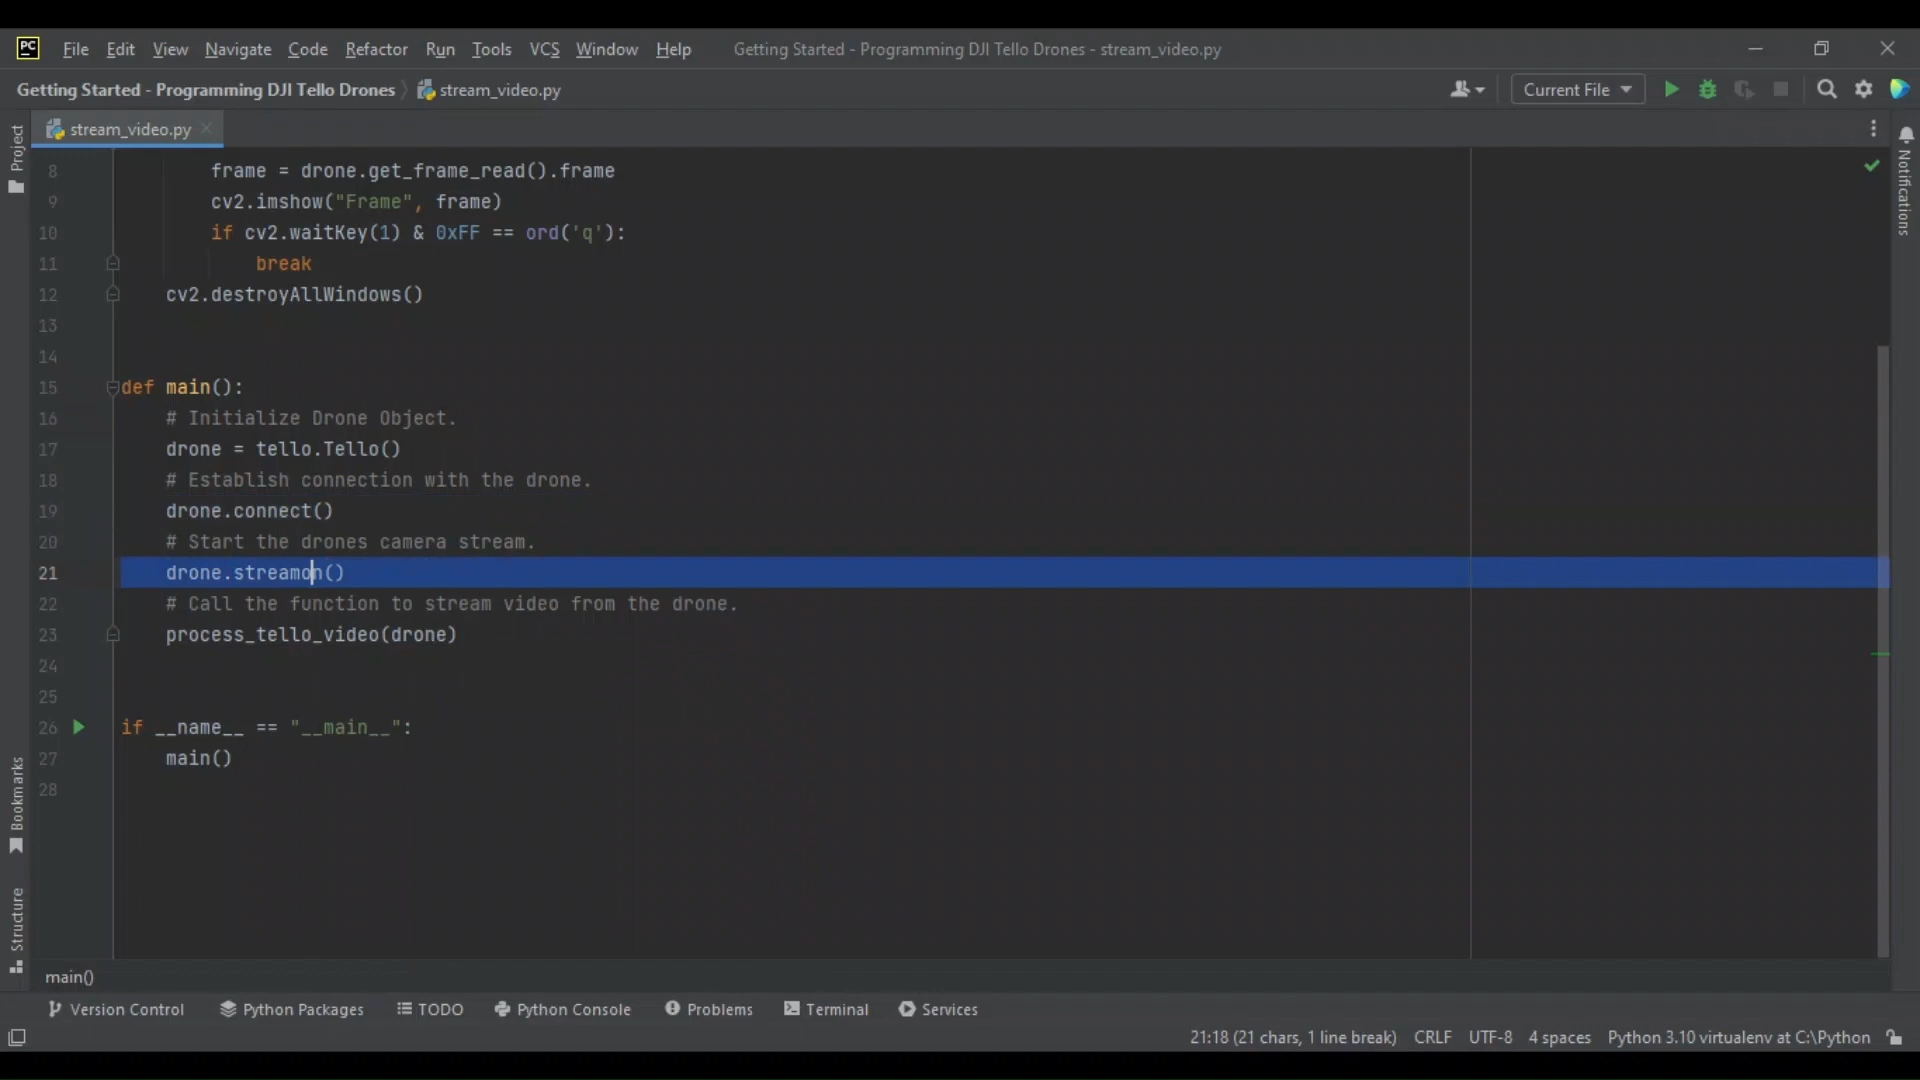 PC File Edit View Navigate Code Refactor Run Tools VCS Window Help Getting Started - Programming DJI Tello Drones - stream_video.py
Getting Started - Programming DJI Tello Drones stream_video.py Current File
stream_video.py
Project
Notifications
8 frame = drone.get_frame_read().frame
9 cv2.imshow("Frame", frame)
10 if cv2.waitKey(1) & 0xFF == ord('q'):
11 break
12 cv2.destroyAllWindows()
13
14
15 def main():
16 # Initialize Drone Object.
17 drone = tello.Tello()
18 # Establish connection with the drone.
19 drone.connect()
20 # Start the drones camera stream.
21 drone.streamon()
22 # Call the function to stream video from the drone.
23 process_tello_video(drone)
24
25
26 if __name__ == "__main__":
27 main()
28
Bookmarks
Structure
main()
Version Control Python Packages TODO Python Console Problems Terminal Services
21:18 (21 chars, 1 line break) CRLF UTF-8 4 spaces Python 3.10 virtualenv at C:\Python